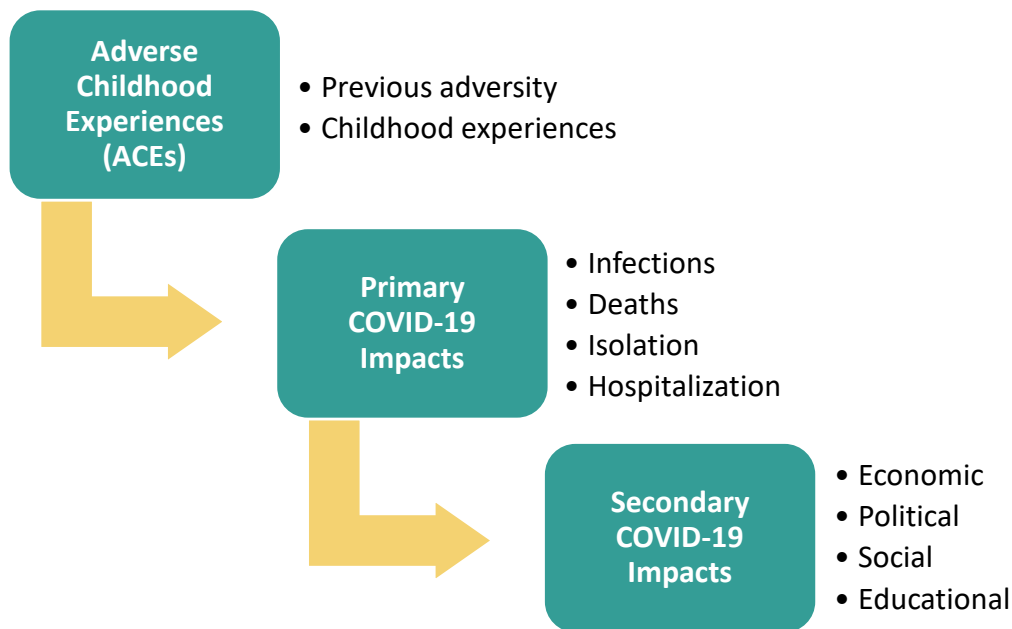 Adverse
Childhood
Experiences
(ACEs)
• Previous adversity
• Childhood experiences
Primary
COVID-19
Impacts
• Infections
• Deaths
• Isolation
• Hospitalization
Secondary
COVID-19
Impacts
• Economic
• Political
• Social
• Educational